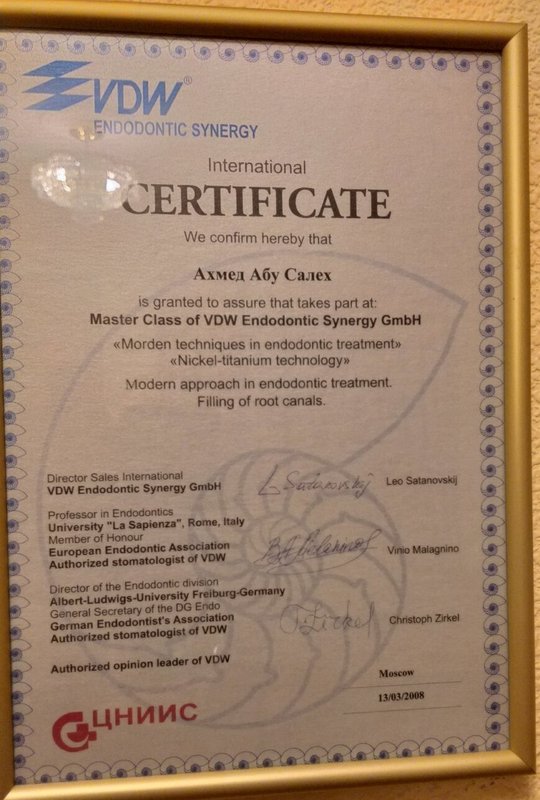 VDW®
ENDODONTIC SYNERGY
International
CERTIFICATE
We confirm hereby that
Ахмед Абу Салех
is granted to assure that takes part at:
Master Class of VDW Endodontic Synergy GmbH
«Morden techniques in endodontic treatment»
«Nickel-titanium technology»
Modern approach in endodontic treatment.
Filling of root canals.
Director Sales International
VDW Endodontic Synergy GmbH
L Satanovskij
Leo Satanovskij
Professor in Endodontics
University "La Sapienza", Rome, Italy
Member of Honour
European Endodontic Association
Authorized stomatologist of VDW
Vinio Malagnino
Director of the Endodontic division
Albert-Ludwigs-University Freiburg-Germany
General Secretary of the DG Endo
German Endodontist's Association
Authorized stomatologist of VDW
Christoph Zirkel
Authorized opinion leader of VDW
Moscow
13/03/2008
ЦНИИС